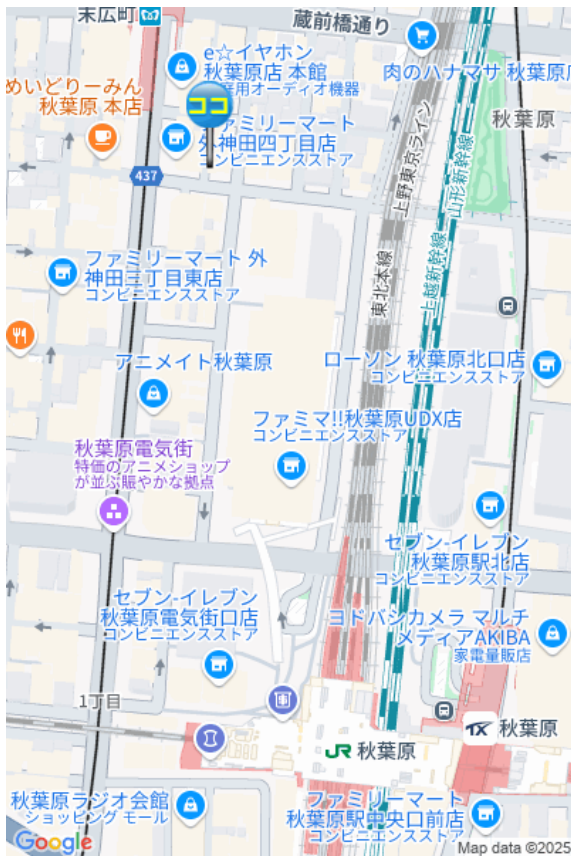 末広町
蔵前橋通り
e☆イヤホン
秋葉原店 本館
用オーディオ機器
肉のハナマサ 秋葉原店
めいどりーみん
秋葉原 本店
ココ
ァミリーマート
外神田四丁目店
コンビニエンスストア
秋葉原
437
上野東京ライン
山形新幹線
東北本線
上越新幹線
ファミリーマート 外
神田三丁目東店
コンビニエンスストア
アニメイト秋葉原
ローソン 秋葉原北口店
コンビニエンスストア
ファミマ!!秋葉原UDX店
コンビニエンスストア
秋葉原電気街
特価のアニメショップ
が並ぶ賑やかな拠点
セブン-イレブン
秋葉原駅北店
コンビニエンスストア
セブン-イレブン
秋葉原電気街口店
コンビニエンスストア
ヨドバシカメラ マルチ
メディアAKIBA
家電量販店
1丁目
TX 秋葉原
JR 秋葉原
秋葉原ラジオ会館
ショッピング モール
ファミリーマート
秋葉原駅中央口前店
コンビニエンスストア
Google
Map data ©2025